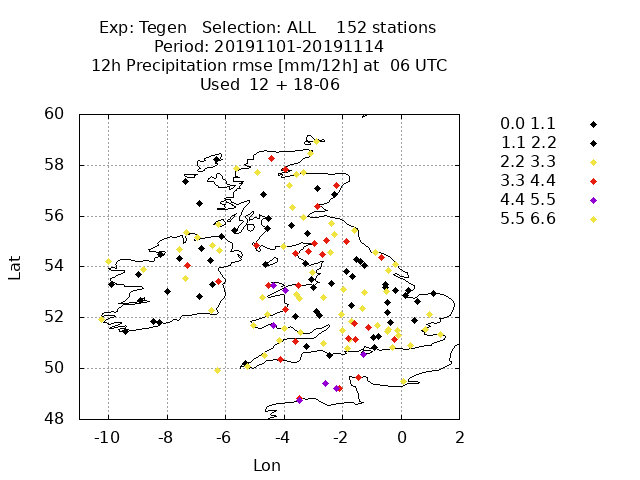 Exp: Tegen Selection: ALL 152 stations
Period: 20191101-20191114
12h Precipitation rmse [mm/12h] at 06 UTC
Used 12 + 18-06
60
58
56
54
52
50
48
-10 -8 -6 -4 -2 0 2
Lat
Lon
0.0 1.1
1.1 2.2
2.2 3.3
3.3 4.4
4.4 5.5
5.5 6.6